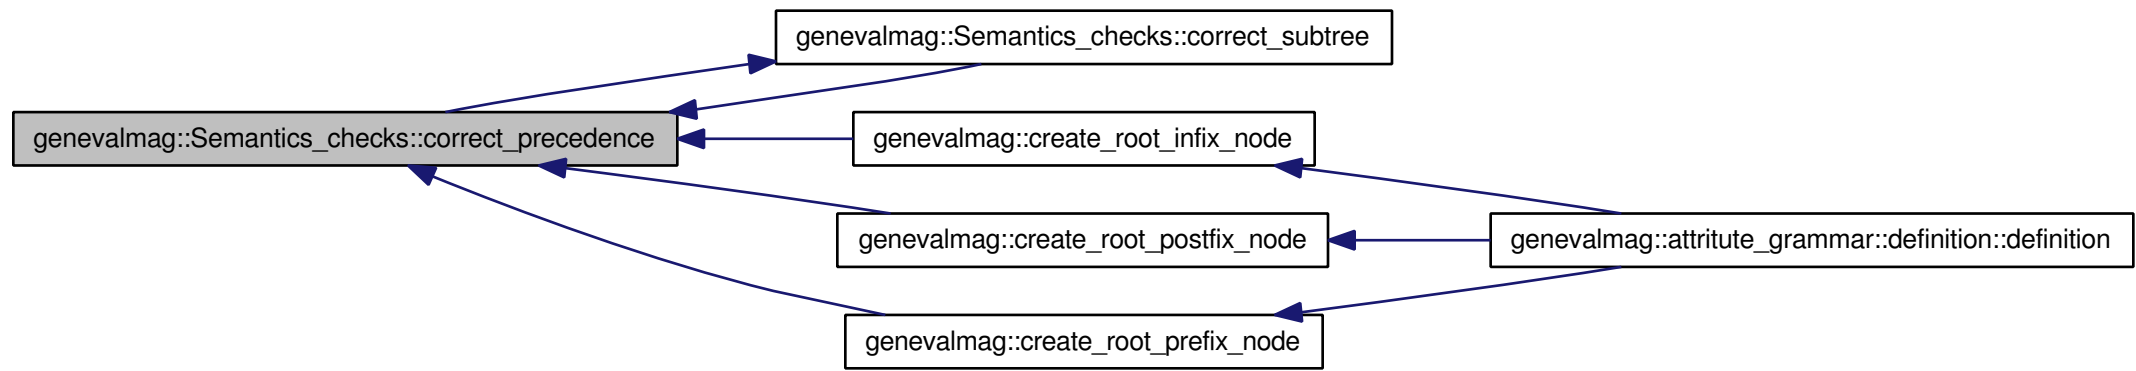 genevalmag::Semantics_checks::correct_subtree
genevalmag::Semantics_checks::correct_precedence
genevalmag::create_root_infix_node
genevalmag::create_root_postfix_node
genevalmag::attritute_grammar::definition::definition
genevalmag::create_root_prefix_node